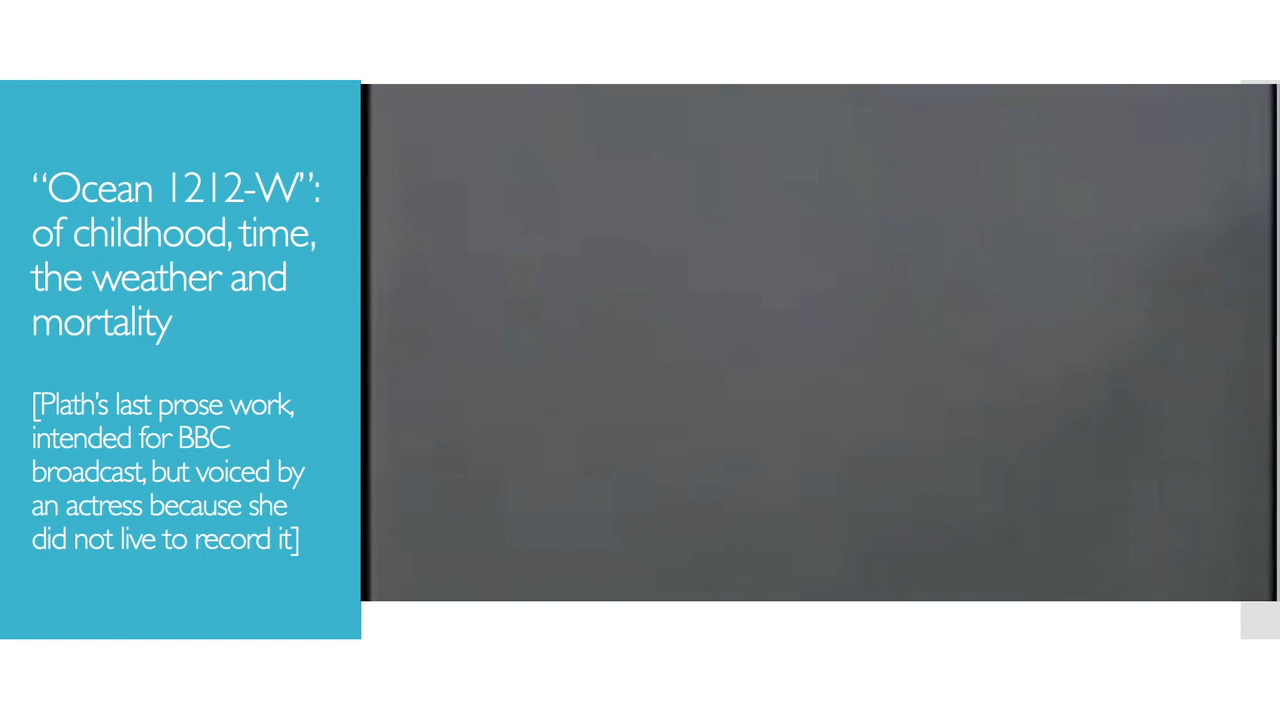 “Ocean 1212-W”:
of childhood, time,
the weather and
mortality
[Plath’s last prose work,
intended for BBC
broadcast, but voiced by
an actress because she
did not live to record it]